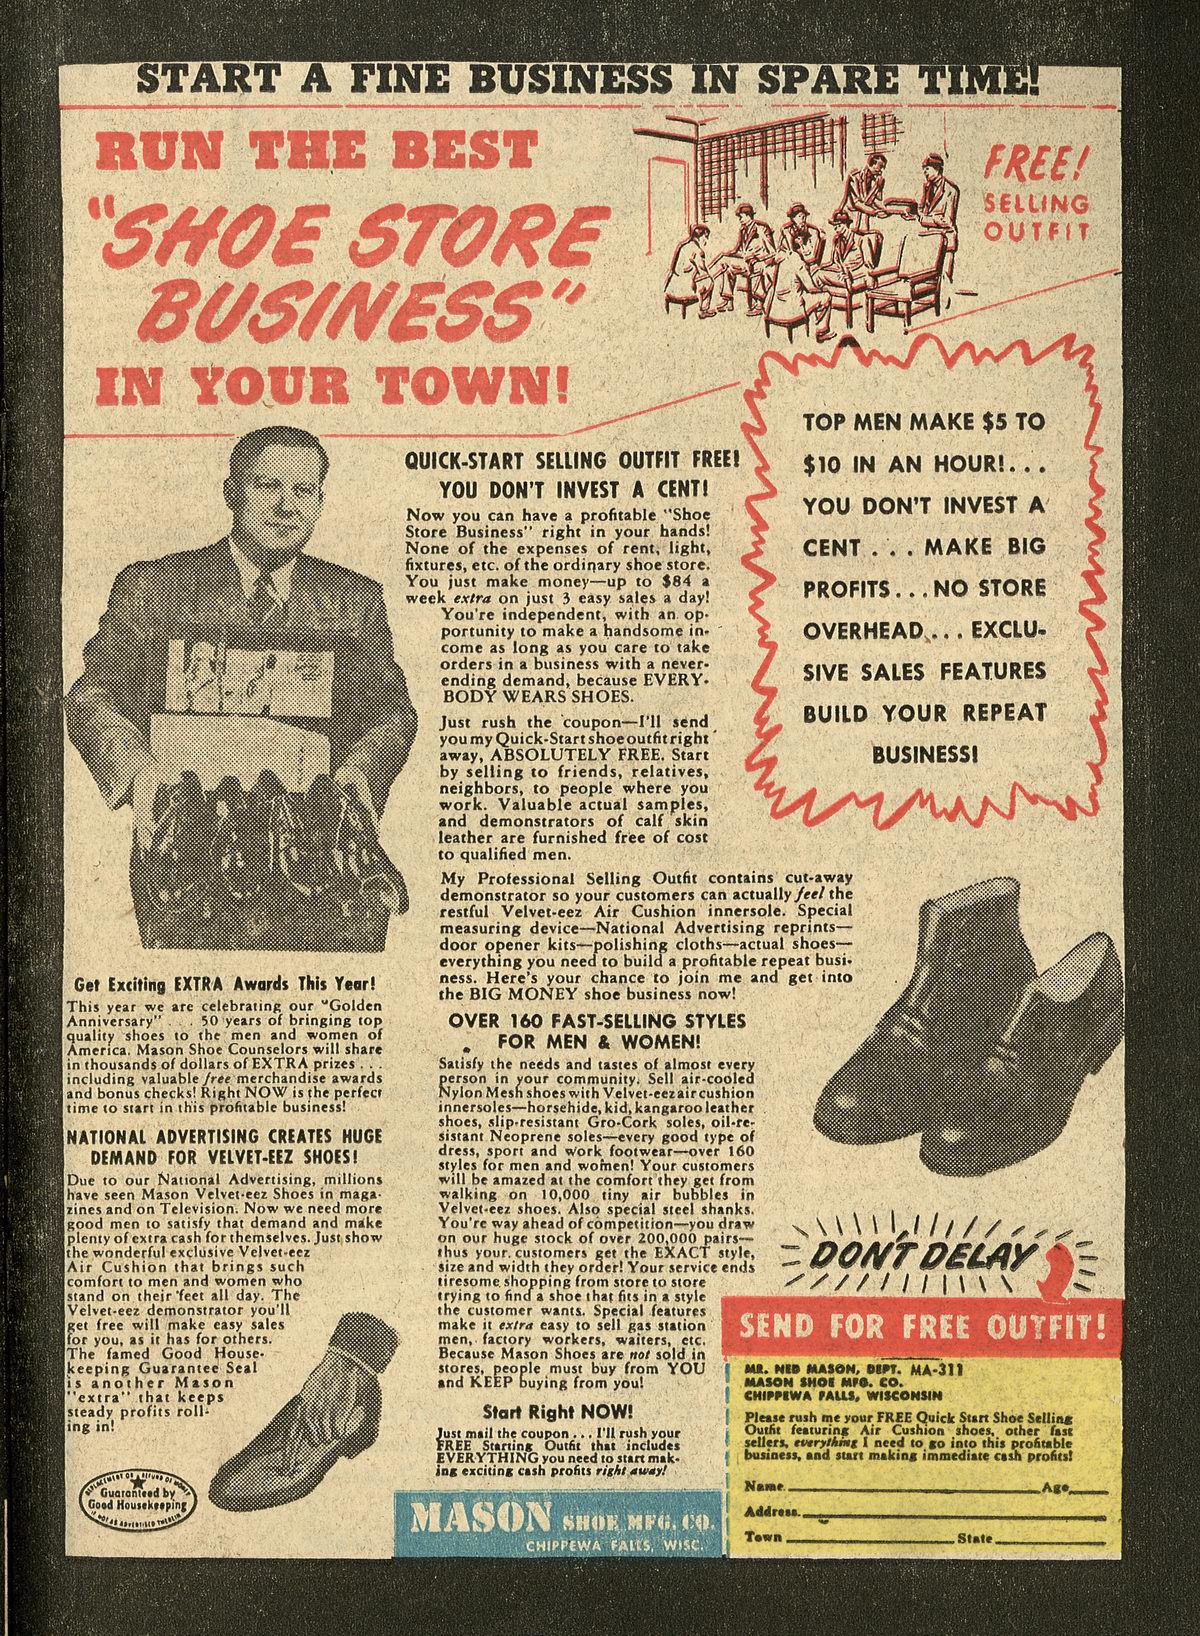 START A FINE BUSINESS IN SPARE TIME!
RUN THE BEST
"SHOE STORE
BUSINESS"
IN YOUR TOWN!
FREE!
SELLING
OUTFIT
TOP MEN MAKE $5 TO
$10 IN AN HOUR!...
YOU DON'T INVEST A
CENT... MAKE BIG
PROFITS...NO STORE
OVERHEAD... EXCLU-
SIVE SALES FEATURES
BUILD YOUR REPEAT
BUSINESS!
QUICK-START SELLING OUTFIT FREE!
YOU DON'T INVEST A CENT!
Now you can have a profitable "Shoe
Store Business" right in your hands!
None of the expenses of rent, light,
fixtures, etc. of the ordinary shoe store.
You just make money—up to $84 a
week extra on just 3 easy sales a day!
You're independent, with an op-
portunity to make a handsome in-
come as long as you care to take
orders in a business with a never-
ending demand, because EVERY-
BODY WEARS SHOES.
Just rush the coupon—I'll send
you my Quick-Start shoe outfit right
away, ABSOLUTELY FREE. Start
by selling to friends, relatives,
neighbors, to people where you
work. Valuable actual samples,
and demonstrators of calf skin
leather are furnished free of cost
to qualified men.
My Professional Selling Outfit contains cut-away
demonstrator so your customers can actually feel the
restful Velvet-eez Air Cushion innersole. Special
measuring device—National Advertising reprints—
door opener kits—polishing cloths—actual shoes—
everything you need to build a profitable repeat busi-
ness. Here's your chance to join me and get into
the BIG MONEY shoe business now!
OVER 160 FAST-SELLING STYLES
FOR MEN & WOMEN!
Satisfy the needs and tastes of almost every
person in your community. Sell air-cooled
Nylon Mesh shoes with Velvet-eez air cushion
innersoles—horsehide, kid, kangaroo leather
shoes, slip-resistant Gro-Cork soles, oil-re-
sistant Neoprene soles—every good type of
dress, sport and work footwear—over 160
styles for men and women! Your customers
will be amazed at the comfort they get from
walking on 10,000 tiny air bubbles in
Velvet-eez shoes. Also special steel shanks.
You're way ahead of competition—you draw
on our huge stock of over 200,000 pairs—
thus your customers get the EXACT style,
size and width they order! Your service ends
tiresome shopping from store to store
trying to find a shoe that fits in a style
the customer wants. Special features
make it extra easy to sell gas station
men, factory workers, waiters, etc.
Because Mason Shoes are not sold in
stores, people must buy from YOU
and KEEP buying from you!
Start Right NOW!
Just mail the coupon... I'll rush your
FREE Starting Outfit that includes
EVERYTHING you need to start mak-
ing exciting cash profits right away!
Get Exciting EXTRA Awards This Year!
This year we are celebrating our "Golden
Anniversary" . . . 50 years of bringing top
quality shoes to the men and women of
America. Mason Shoe Counselors will share
in thousands of dollars of EXTRA prizes . . .
including valuable free merchandise awards
and bonus checks! Right NOW is the perfect
time to start in this profitable business!
NATIONAL ADVERTISING CREATES HUGE
DEMAND FOR VELVET-EEZ SHOES!
Due to our National Advertising, millions
have seen Mason Velvet-eez Shoes in maga-
zines and on Television. Now we need more
good men to satisfy that demand and make
plenty of extra cash for themselves. Just show
the wonderful exclusive Velvet-eez
Air Cushion that brings such
comfort to men and women who
stand on their feet all day. The
Velvet-eez demonstrator you'll
get free will make easy sales
for you, as it has for others.
The famed Good House-
keeping Guarantee Seal
is another Mason
"extra" that keeps
steady profits roll-
ing in!
REPLACEMENT OR REFUND OF MONEY
Guaranteed by
Good Housekeeping
IF NOT AS ADVERTISED THEREIN
MASON SHOE MFG. CO.
CHIPPEWA FALLS, WISC.
DON'T DELAY
SEND FOR FREE OUTFIT!
MR. NED MASON, DEPT. MA-311
MASON SHOE MFG. CO.
CHIPPEWA FALLS, WISCONSIN
Please rush me your FREE Quick Start Shoe Selling
Outfit featuring Air Cushion shoes, other fast
sellers, everything I need to go into this profitable
business, and start making immediate cash profits!
Name Age
Address
Town State